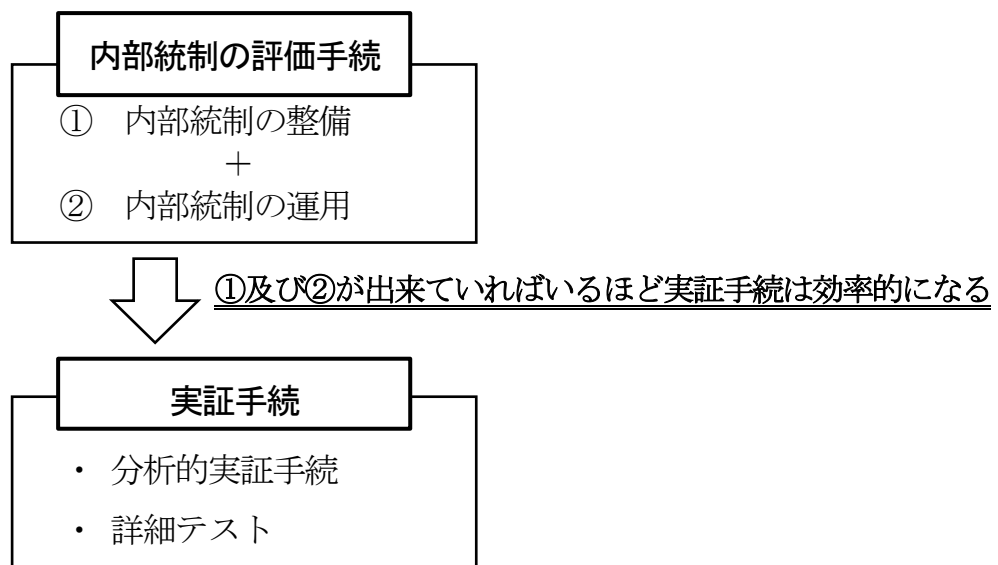 内部統制の評価手続
① 内部統制の整備
＋
② 内部統制の運用
①及び②が出来ていればいるほど実証手続は効率的になる
実証手続
・ 分析的実証手続
・ 詳細テスト